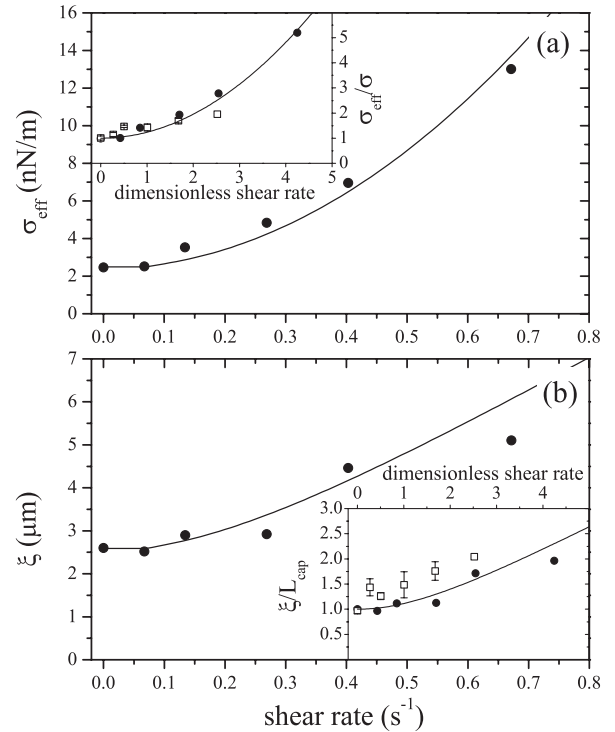 16
14
12
10
8
6
4
2
0
σeff (nN/m)
(a)
5
4
3
2
1
0
σeff/σ
0 1 2 3 4 5
dimensionless shear rate
0.0 0.1 0.2 0.3 0.4 0.5 0.6 0.7 0.8
7
6
5
4
3
2
1
0
ξ (μm)
(b)
dimensionless shear rate
0 1 2 3 4
3.0
2.5
2.0
1.5
1.0
0.5
ξ/Lcap
0.0 0.1 0.2 0.3 0.4 0.5 0.6 0.7 0.8
shear rate (s⁻¹)